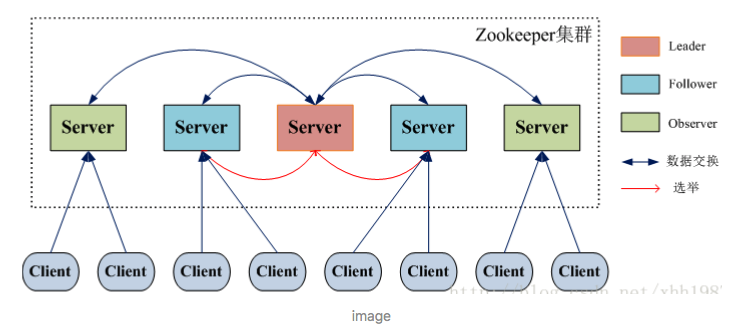 Zookeeper集群
Leader
Follower
Observer
数据交换
选举
Server
Server
Server
Server
Server
Client
Client
Client
Client
Client
Client
Client
Client
http://blog.csdn.net/xbh198
image